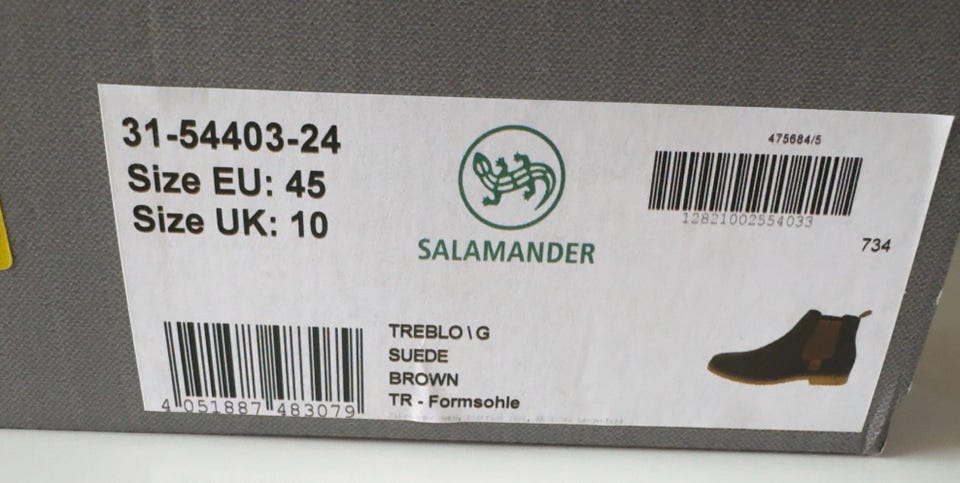 31-54403-24
Size EU: 45
Size UK: 10
SALAMANDER
475684/5
12821002554033
734
4 051887 483079
TREBLO\G
SUEDE
BROWN
TR - Formsohle